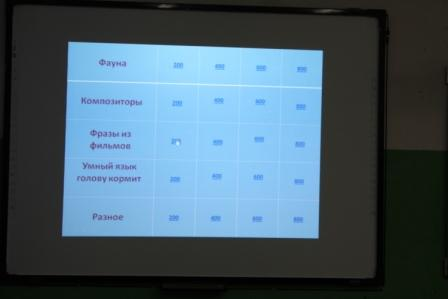 Фауна 200 400 600 800
Композиторы 200 400 600 800
Фразы из
фильмов 200 400 600 800
Умный язык
голову кормит 200 400 600 800
Разное 200 400 600 800